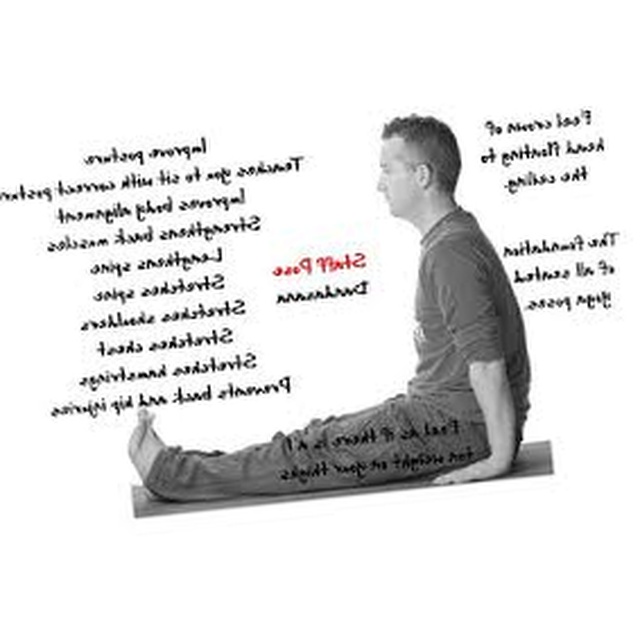 Improve posture
Teaches you to sit with correct posture
Improves body alignment
Strengthens back muscles
Lengthens spine
Stretches spine
Stretches shoulders
Stretches chest
Stretches hamstrings
Prevents back and hip injuries
Staff Pose
Dandasana
Feel crown of
head floating to
the ceiling.
The foundation
of all seated
yoga poses.
Feel as if there is a 1
ton weight on your thighs